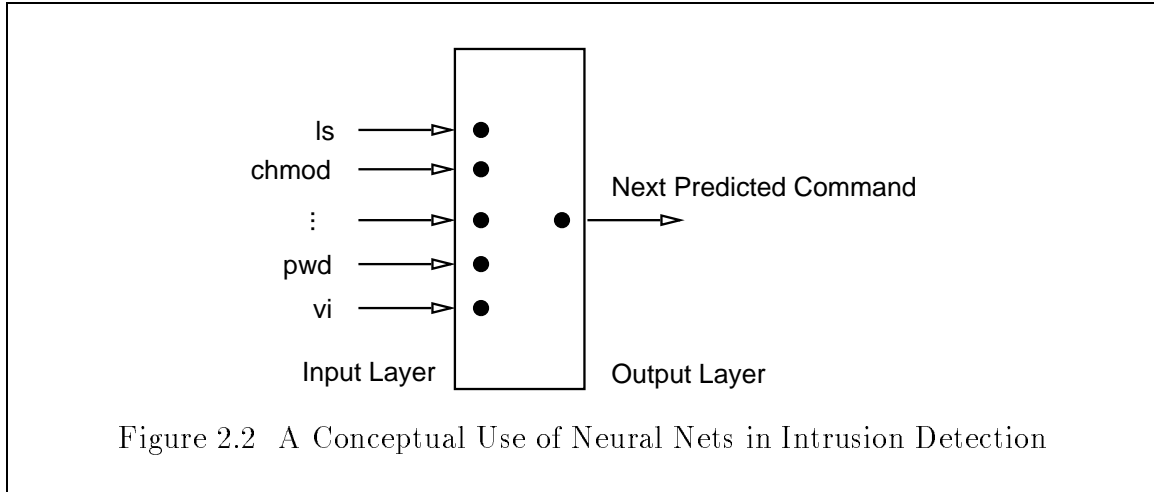 ls
chmod
⋮
pwd
vi
Next Predicted Command
Input Layer
Output Layer
Figure 2.2 A Conceptual Use of Neural Nets in Intrusion Detection